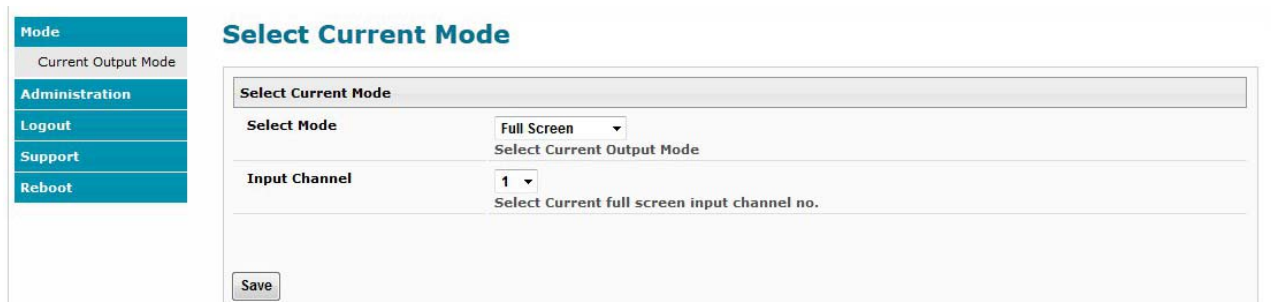 Mode
Current Output Mode
Administration
Logout
Support
Reboot
Select Current Mode
Select Current Mode
Select Mode
Full Screen
Select Current Output Mode
Input Channel
1
Select Current full screen input channel no.
Save